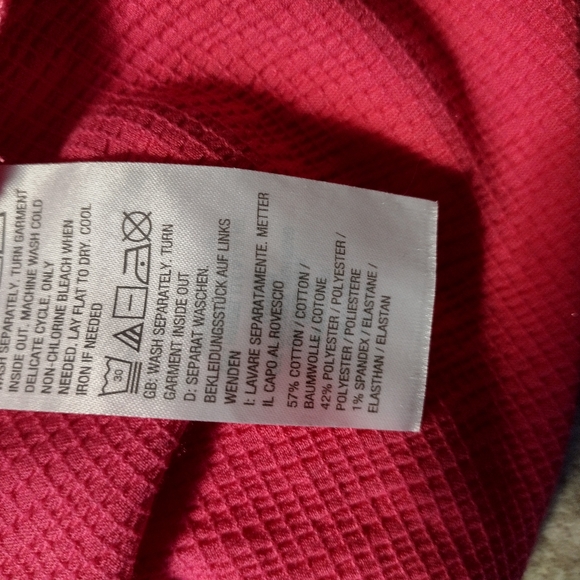 WASH SEPARATELY. TURN GARMENT
INSIDE OUT. MACHINE WASH COLD
DELICATE CYCLE. ONLY
NON-CHLORINE BLEACH WHEN
NEEDED. LAY FLAT TO DRY. COOL
IRON IF NEEDED
30
GB: WASH SEPARATELY. TURN
GARMENT INSIDE OUT
D: SEPARAT WASCHEN.
BEKLEIDUNGSSTÜCK AUF LINKS
WENDEN
I: LAVARE SEPARATAMENTE. METTER
IL CAPO AL ROVESCIO
57% COTTON / COTTON /
BAUMWOLLE / COTONE
42% POLYESTER / POLYESTER /
POLYESTER / POLIESTERE
1% SPANDEX / ELASTANE /
ELASTHAN / ELASTAN